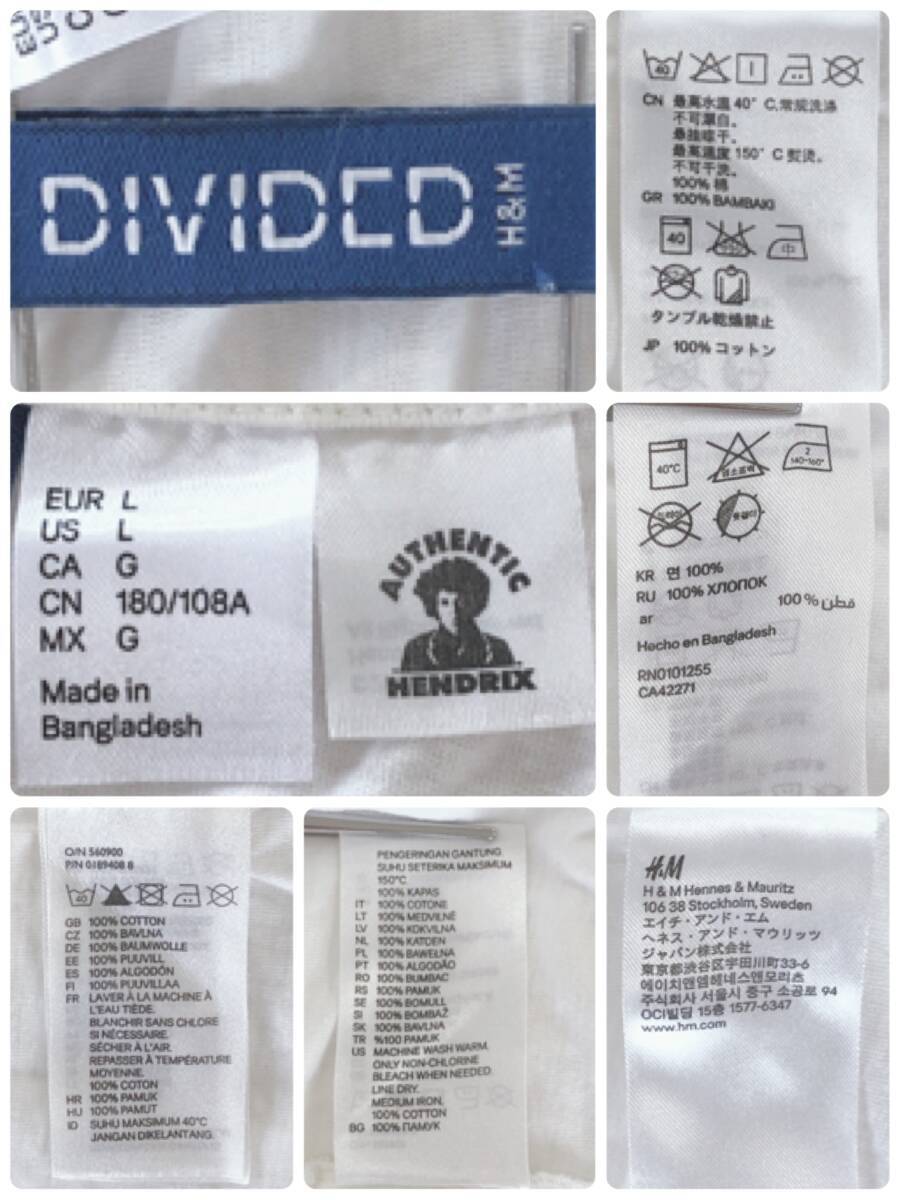 DIVIDED H&M
40
CN 最高水温 40°C,常规洗涤
不可漂白。
悬挂晾干。
最高温度 150°C 熨烫。
不可干洗。
100% 棉
GR 100% BAMBAKI
40
中
タンブル乾燥禁止
JP 100% コットン
EUR L
US L
CA G
CN 180/108A
MX G
Made in
Bangladesh
AUTHENTIC
HENDRIX
40°C
2
140~160°
KR 면 100%
RU 100% ХЛОПОК
ar 100 % قطن
Hecho en Bangladesh
RN0101255
CA42271
O/N 560900
P/N 0189408 8
40
GB 100% COTTON
CZ 100% BAVLNA
DE 100% BAUMWOLLE
EE 100% PUUVILL
ES 100% ALGODÓN
FI 100% PUUVILLAA
FR LAVER À LA MACHINE À
L'EAU TIÈDE.
BLANCHIR SANS CHLORE
SI NÉCESSAIRE.
SÉCHER À L'AIR.
REPASSER À TEMPÉRATURE
MOYENNE.
100% COTON
HR 100% PAMUK
HU 100% PAMUT
ID SUHU MAKSIMUM 40°C
JANGAN DIKELANTANG.
PENGERINGAN GANTUNG
SUHU SETERIKA MAKSIMUM
150°C
100% KAPAS
IT 100% COTONE
LT 100% MEDVILNĖ
LV 100% KOKVILNA
NL 100% KATOEN
PL 100% BAWEŁNA
PT 100% ALGODÃO
RO 100% BUMBAC
RS 100% PAMUK
SE 100% BOMULL
SI 100% BOMBAŽ
SK 100% BAVLNA
TR %100 PAMUK
US MACHINE WASH WARM.
ONLY NON-CHLORINE
BLEACH WHEN NEEDED.
LINE DRY.
MEDIUM IRON.
100% COTTON
BG 100% ПАМУК
H&M
H & M Hennes & Mauritz
106 38 Stockholm, Sweden
エイチ・アンド・エム
ヘネス・アンド・マウリッツ
ジャパン株式会社
東京都渋谷区宇田川町33-6
에이치앤엠헤네스앤모리츠
주식회사 서울시 중구 소공로 94
OCI빌딩 15층 1577-6347
www.hm.com